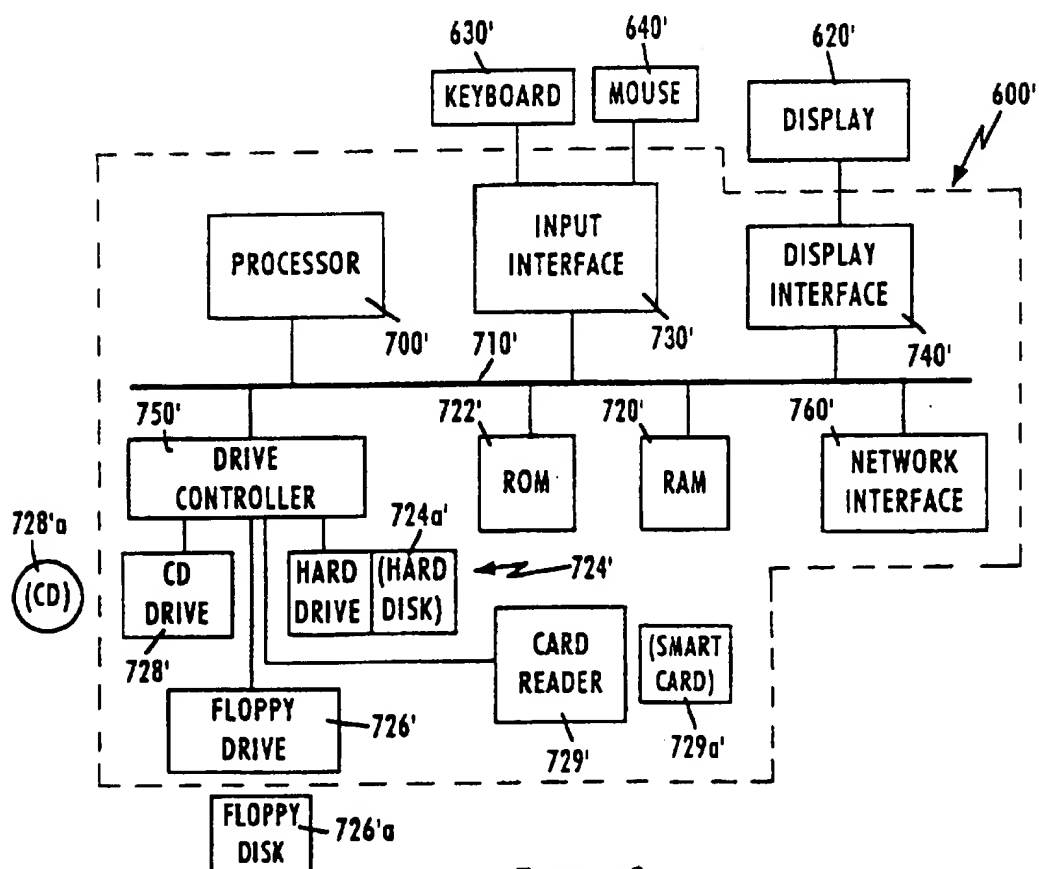 630'
640'
620'
600'
KEYBOARD
MOUSE
DISPLAY
PROCESSOR
INPUT
INTERFACE
DISPLAY
INTERFACE
700'
710'
730'
740'
750'
722'
720'
760'
DRIVE
CONTROLLER
ROM
RAM
NETWORK
INTERFACE
728'a
(CD)
CD
DRIVE
728'
724a'
HARD
DRIVE
(HARD
DISK)
724'
CARD
READER
729'
(SMART
CARD)
729a'
FLOPPY
DRIVE
726'
FLOPPY
DISK
726'a